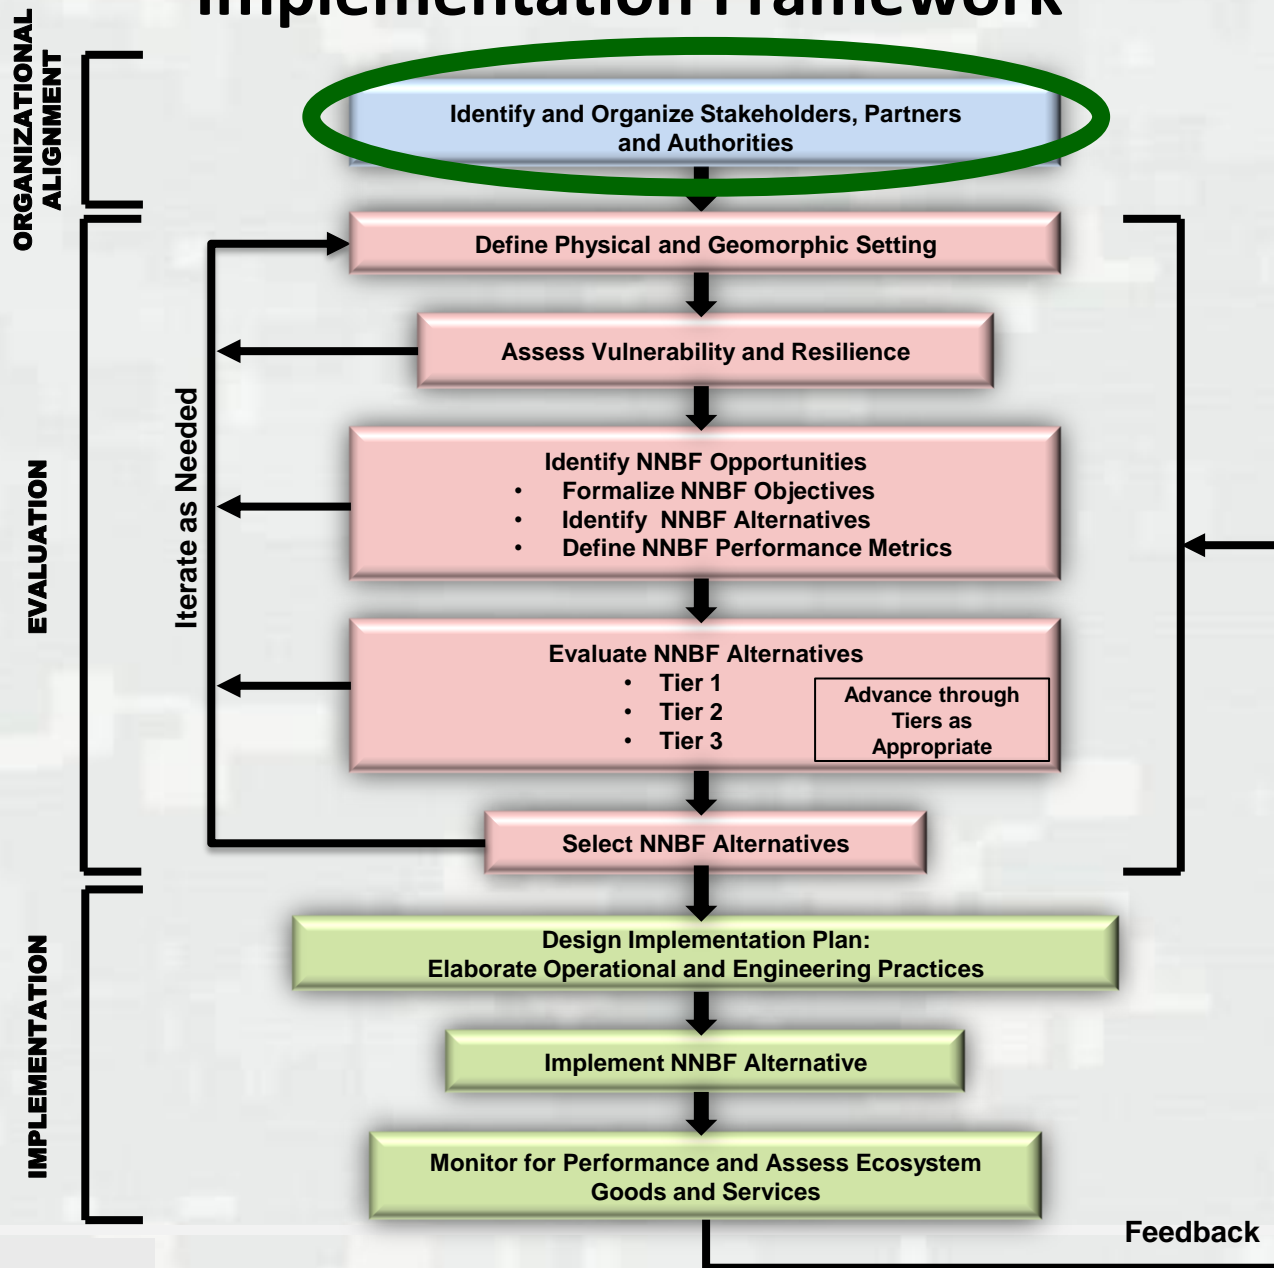 Implementation Framework
ORGANIZATIONAL
ALIGNMENT
Identify and Organize Stakeholders, Partners
and Authorities
EVALUATION
Iterate as Needed
Define Physical and Geomorphic Setting
Assess Vulnerability and Resilience
Identify NNBF Opportunities
• Formalize NNBF Objectives
• Identify NNBF Alternatives
• Define NNBF Performance Metrics
Evaluate NNBF Alternatives
• Tier 1
• Tier 2
• Tier 3
Advance through
Tiers as
Appropriate
Select NNBF Alternatives
IMPLEMENTATION
Design Implementation Plan:
Elaborate Operational and Engineering Practices
Implement NNBF Alternative
Monitor for Performance and Assess Ecosystem
Goods and Services
Feedback